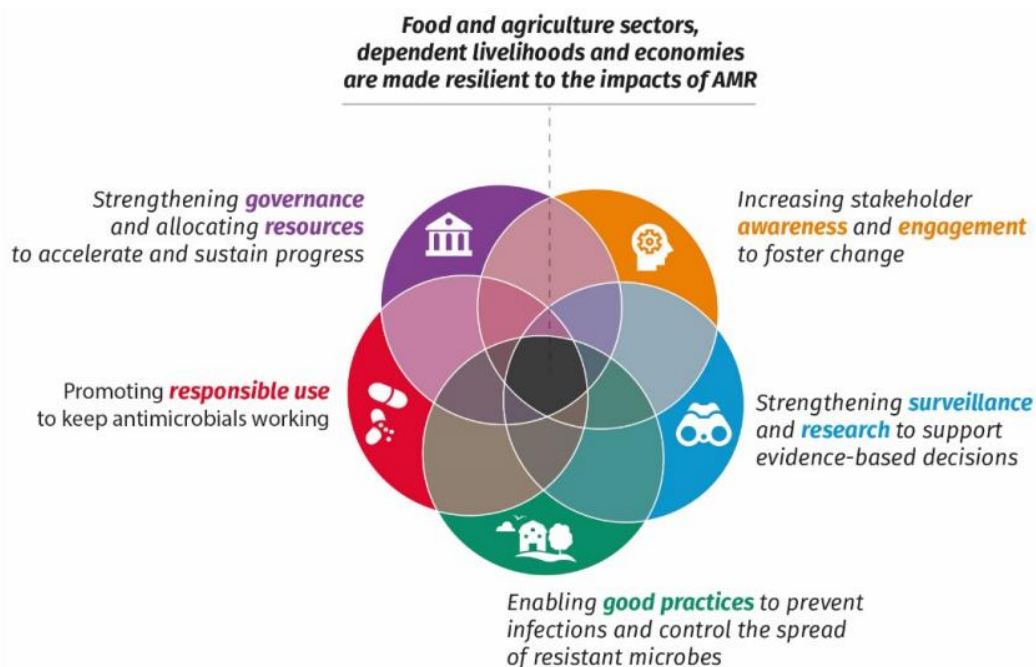 Food and agriculture sectors,
dependent livelihoods and economies
are made resilient to the impacts of AMR
Strengthening governance
and allocating resources
to accelerate and sustain progress
Increasing stakeholder
awareness and engagement
to foster change
Promoting responsible use
to keep antimicrobials working
Strengthening surveillance
and research to support
evidence-based decisions
Enabling good practices to prevent
infections and control the spread
of resistant microbes